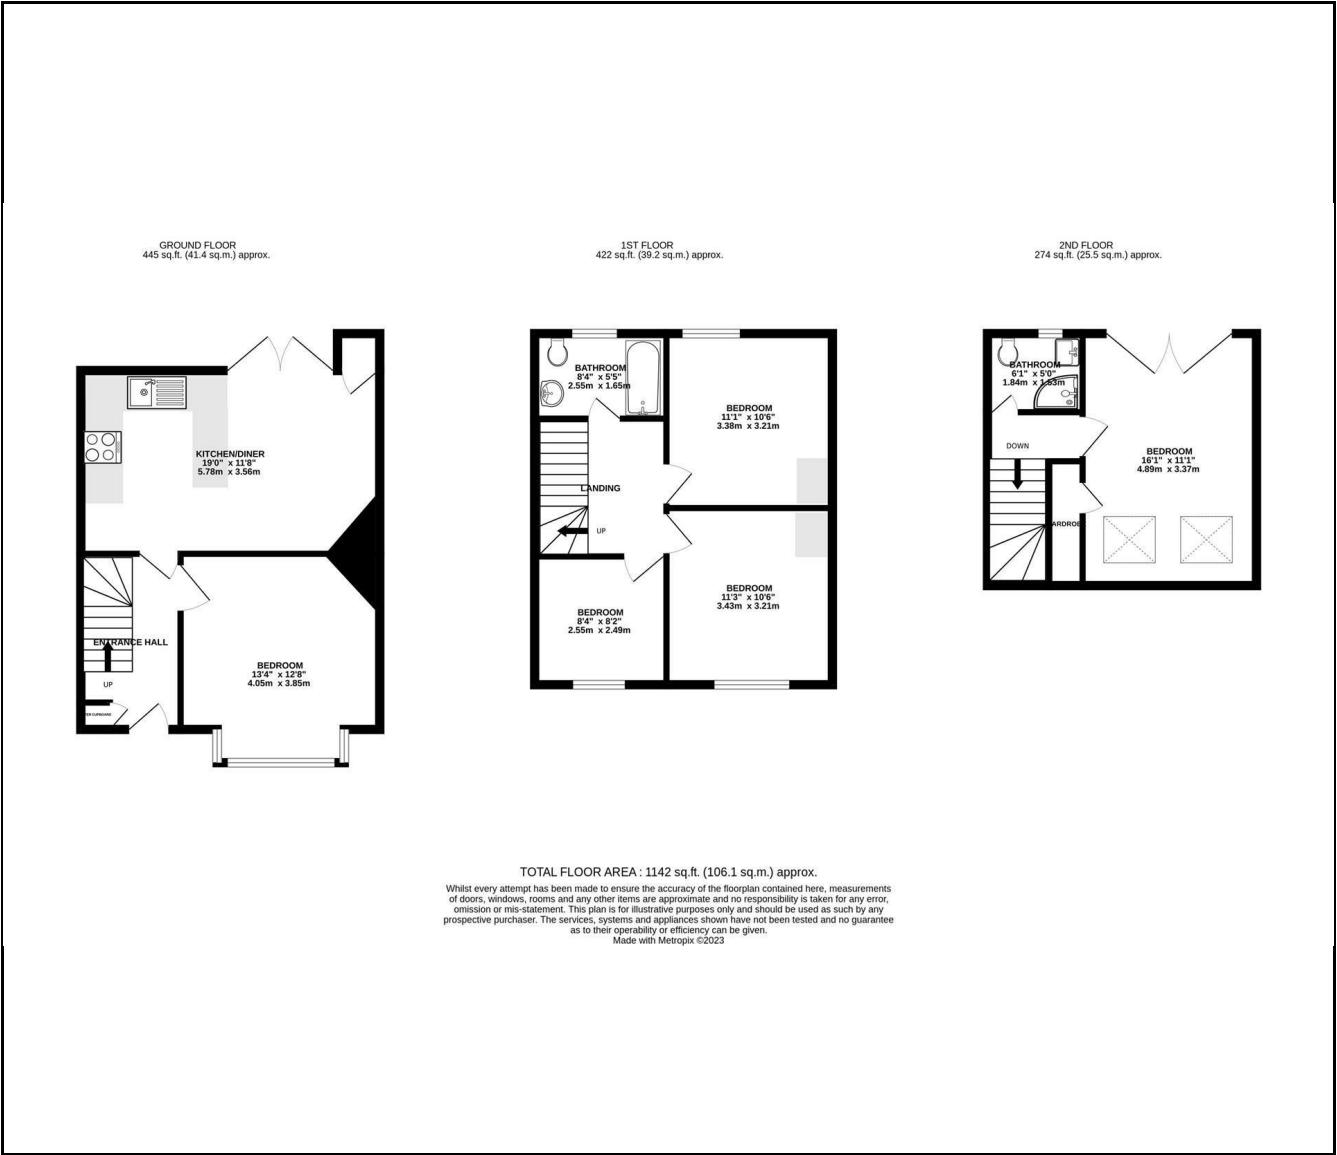 GROUND FLOOR
445 sq.ft. (41.4 sq.m.) approx.
1ST FLOOR
422 sq.ft. (39.2 sq.m.) approx.
2ND FLOOR
274 sq.ft. (25.5 sq.m.) approx.
KITCHEN/DINER
19'0" x 11'8"
5.78m x 3.56m
ENTRANCE HALL
UP
BEDROOM
13'4" x 12'8"
4.05m x 3.85m
CUPBOARD
BATHROOM
8'4" x 5'5"
2.55m x 1.65m
BEDROOM
11'1" x 10'6"
3.38m x 3.21m
LANDING
UP
BEDROOM
8'4" x 8'2"
2.55m x 2.49m
BEDROOM
11'3" x 10'6"
3.43m x 3.21m
BATHROOM
6'1" x 5'0"
1.84m x 1.53m
DOWN
BEDROOM
16'1" x 11'1"
4.89m x 3.37m
ARDROB
TOTAL FLOOR AREA : 1142 sq.ft. (106.1 sq.m.) approx.
Whilst every attempt has been made to ensure the accuracy of the floorplan contained here, measurements
of doors, windows, rooms and any other items are approximate and no responsibility is taken for any error,
omission or mis-statement. This plan is for illustrative purposes only and should be used as such by any
prospective purchaser. The services, systems and appliances shown have not been tested and no guarantee
as to their operability or efficiency can be given.
Made with Metropix ©2023